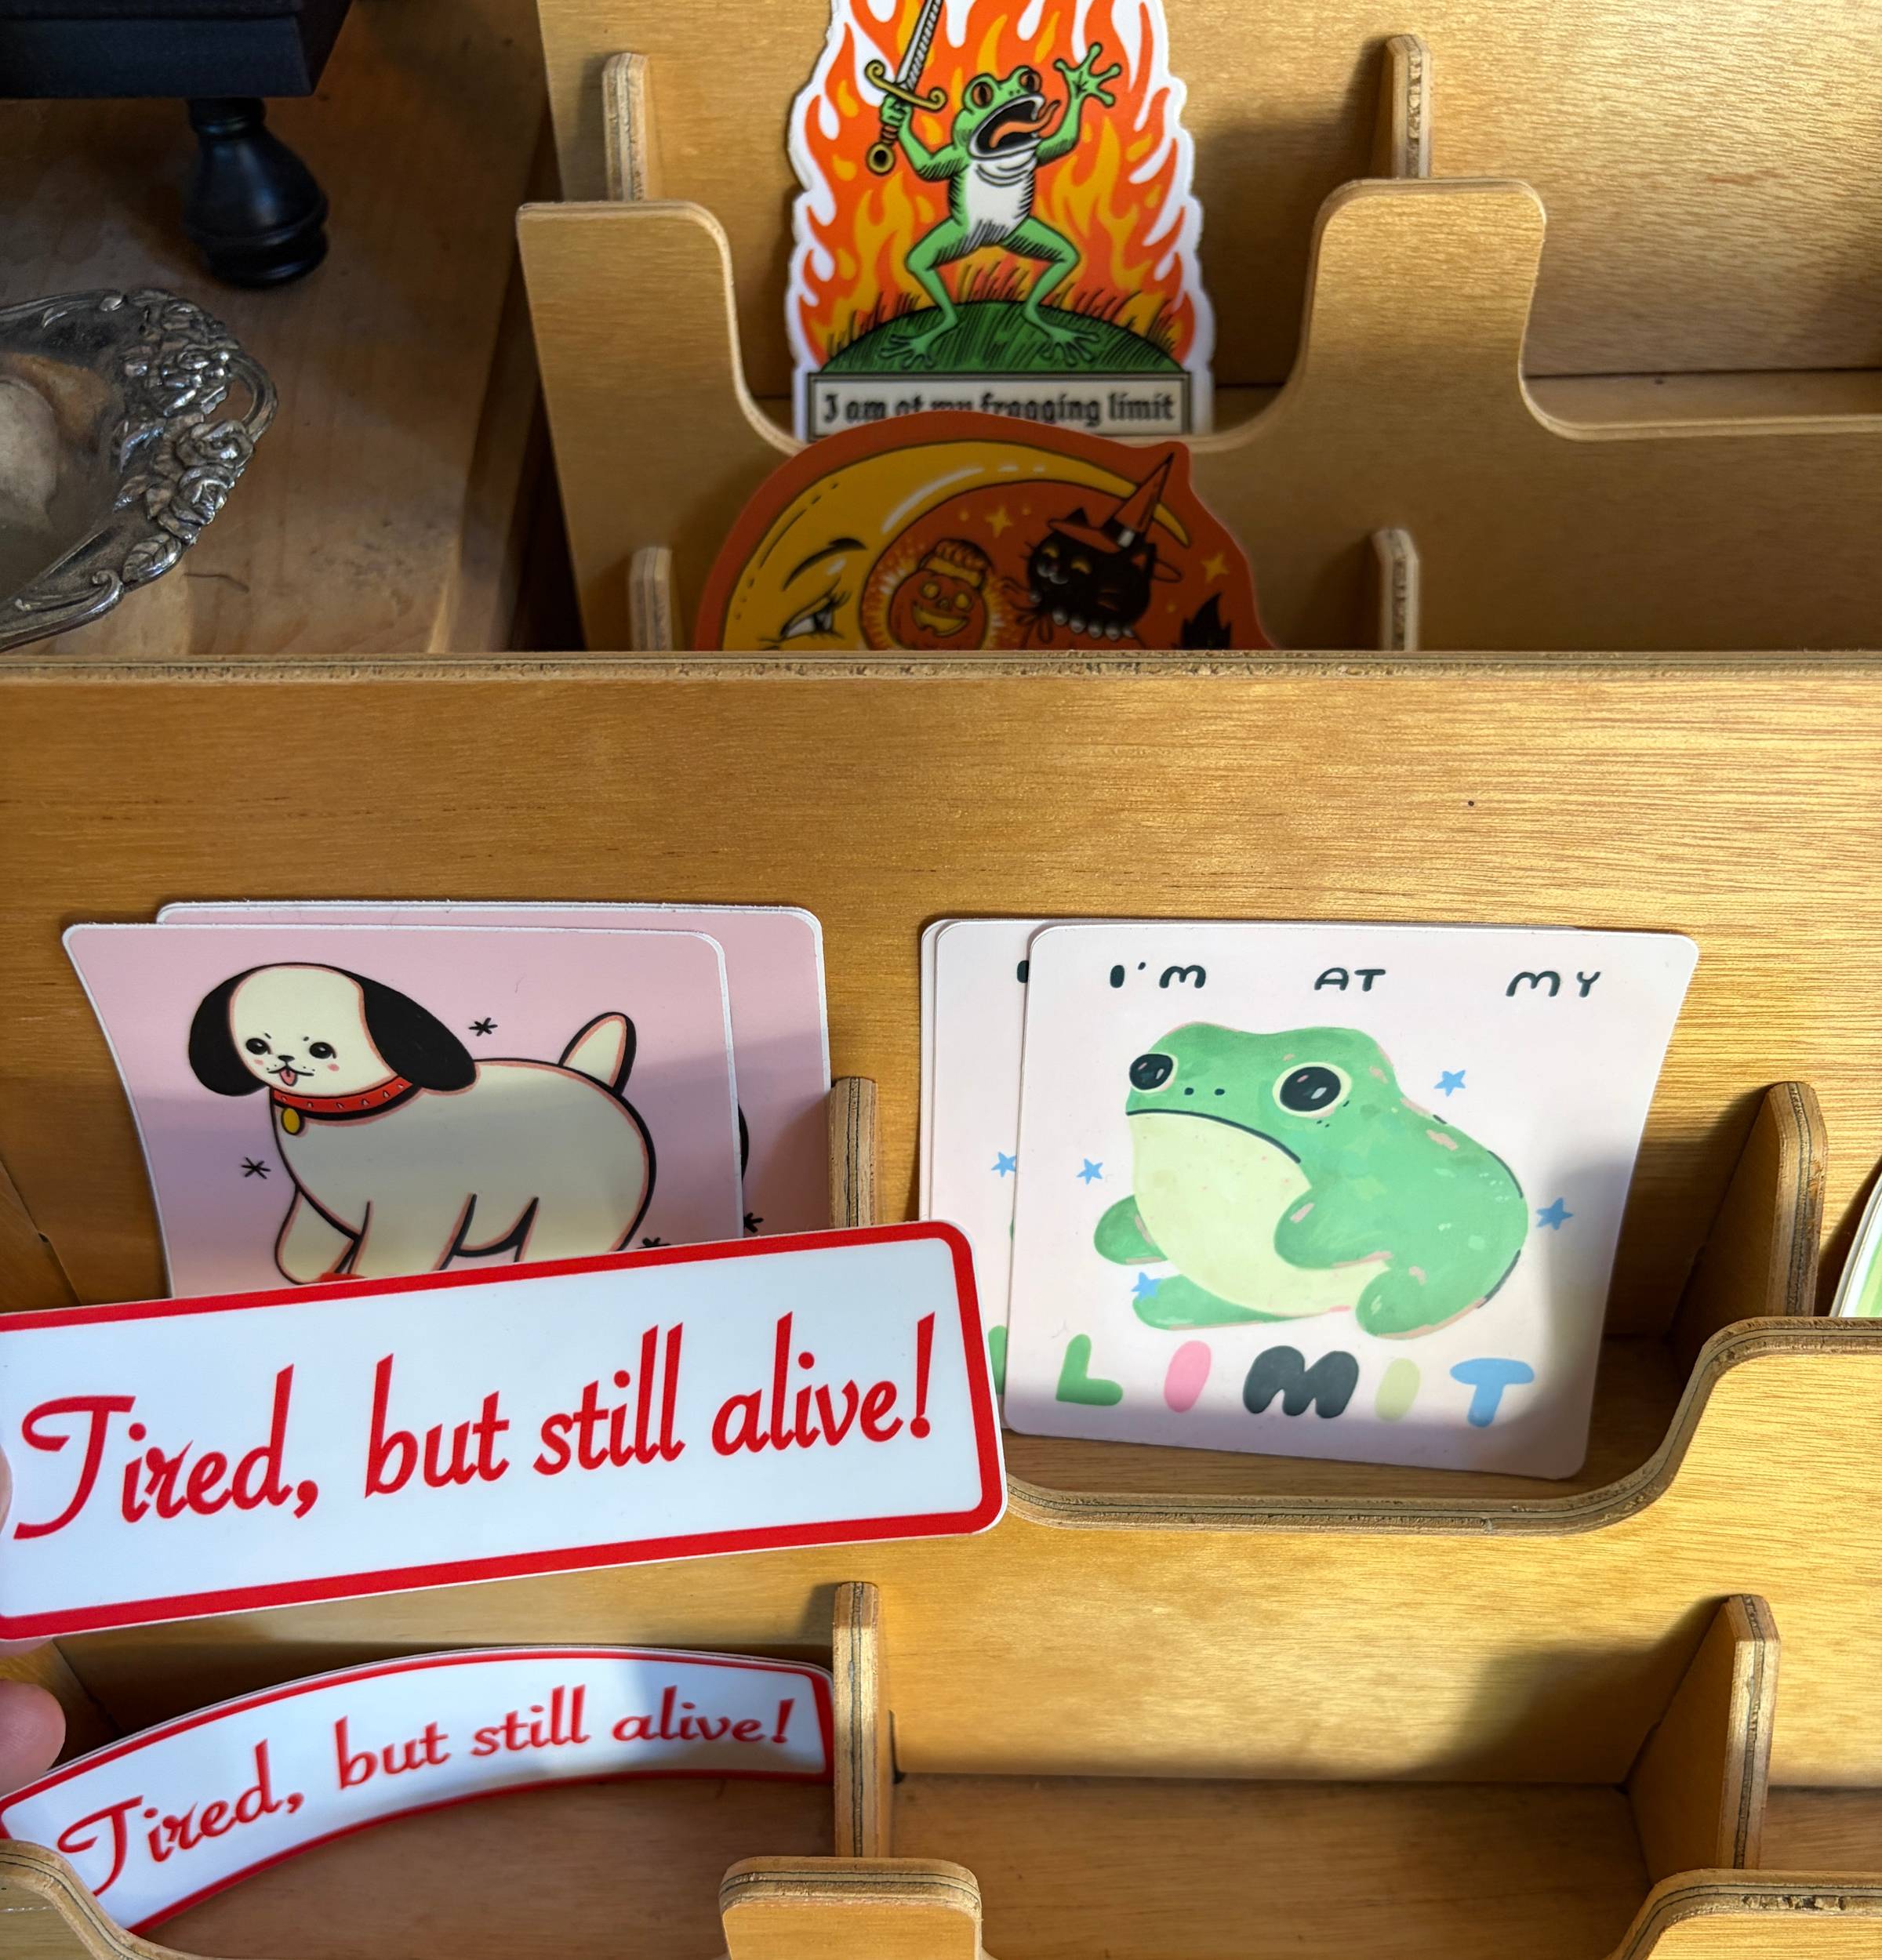 I am at my frogging limit
I'M AT MY
LIMIT
Tired, but still alive!
Tired, but still alive!